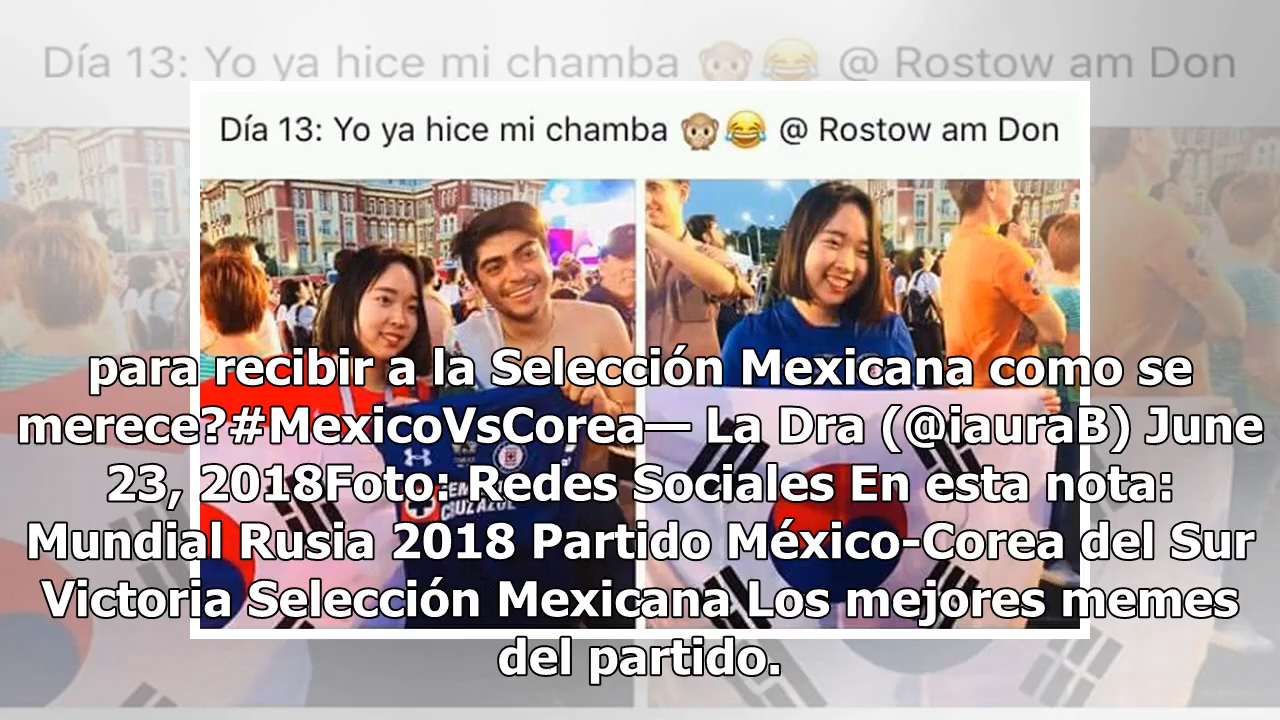 Día 13: Yo ya hice mi chamba 🙊😂 @ Rostow am Don
Día 13: Yo ya hice mi chamba 🙊😂 @ Rostow am Don
para recibir a la Selección Mexicana como se
merece?#MexicoVsCorea— La Dra (@iauraB) June
23, 2018Foto: Redes Sociales En esta nota:
Mundial Rusia 2018 Partido México-Corea del Sur
Victoria Selección Mexicana Los mejores memes
del partido.
CRUZ AZUL